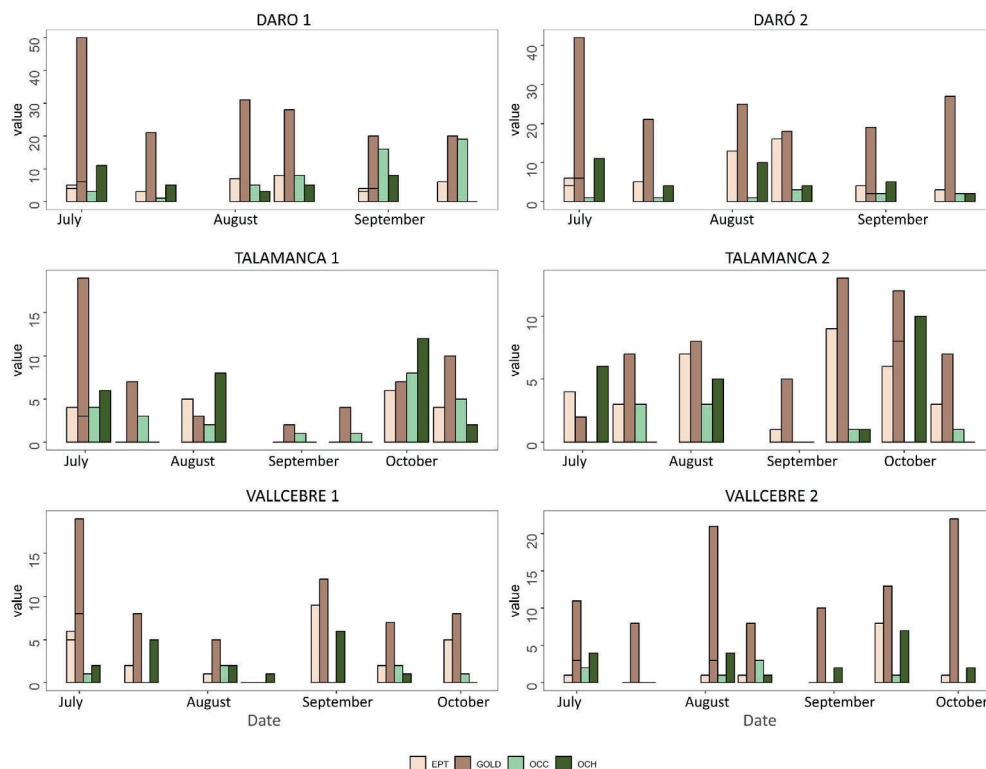 DARO 1
DARÓ 2
value
50
40
30
20
10
0
July
August
September
value
40
30
20
10
0
July
August
September
TALAMANCA 1
TALAMANCA 2
value
15
10
5
0
July
August
September
October
value
10
5
0
July
August
September
October
VALLCEBRE 1
VALLCEBRE 2
value
15
10
5
0
July
August
September
October
Date
value
20
15
10
5
0
July
August
September
October
Date
EPT GOLD OCC OCH